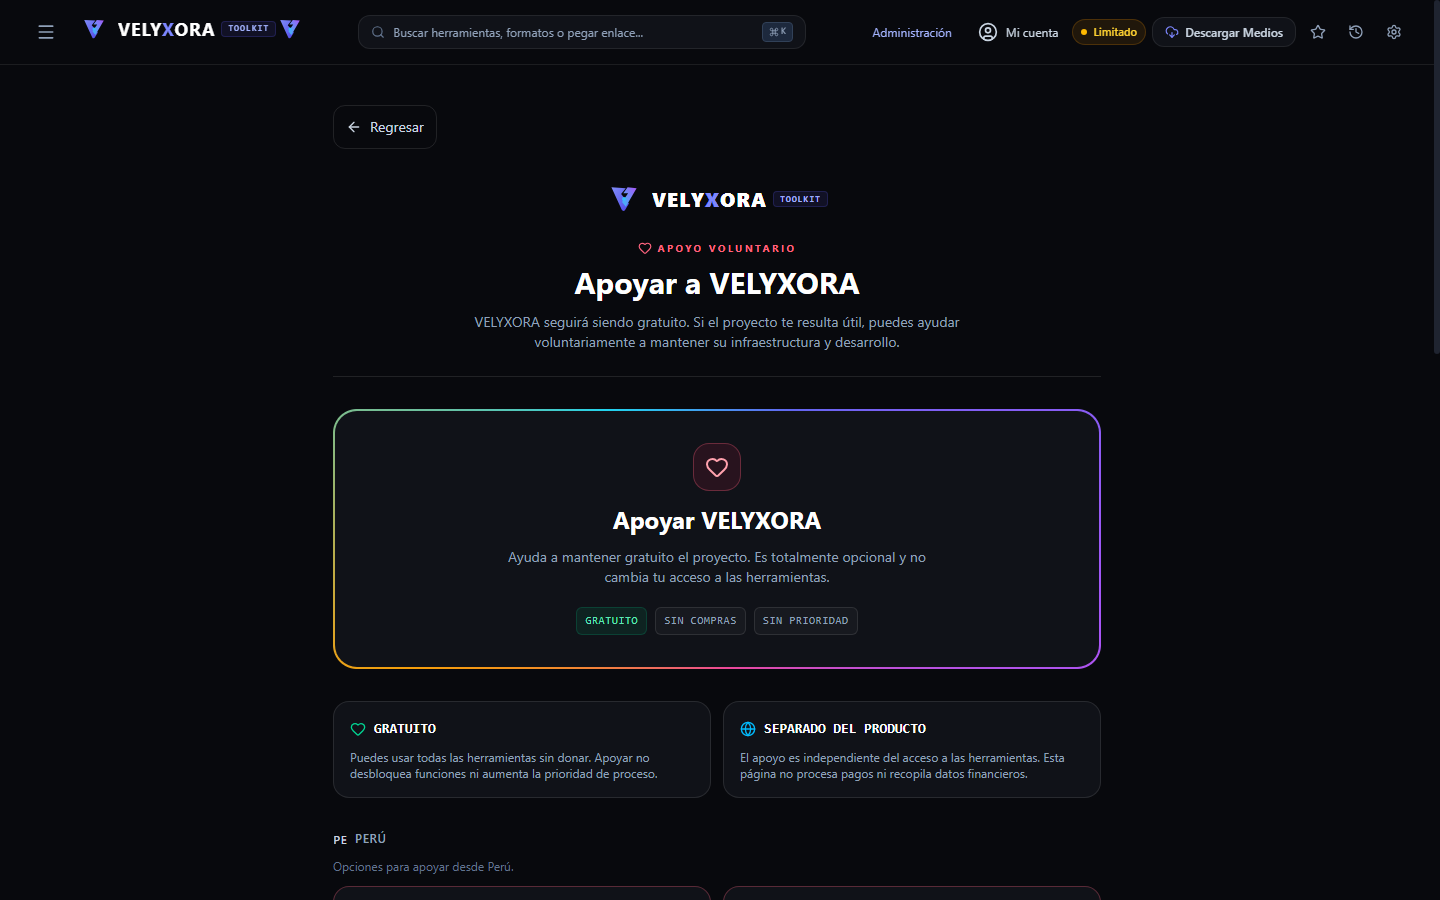 VELYXORA TOOLKIT
Buscar herramientas, formatos o pegar enlace...
⌘K
Administración
Mi cuenta
Limitado
Descargar Medios
Regresar
VELYXORA TOOLKIT
APOYO VOLUNTARIO
Apoyar a VELYXORA
VELYXORA seguirá siendo gratuito. Si el proyecto te resulta útil, puedes ayudar
voluntariamente a mantener su infraestructura y desarrollo.
Apoyar VELYXORA
Ayuda a mantener gratuito el proyecto. Es totalmente opcional y no
cambia tu acceso a las herramientas.
GRATUITO
SIN COMPRAS
SIN PRIORIDAD
GRATUITO
Puedes usar todas las herramientas sin donar. Apoyar no
desbloquea funciones ni aumenta la prioridad de proceso.
SEPARADO DEL PRODUCTO
El apoyo es independiente del acceso a las herramientas. Esta
página no procesa pagos ni recopila datos financieros.
PE PERÚ
Opciones para apoyar desde Perú.